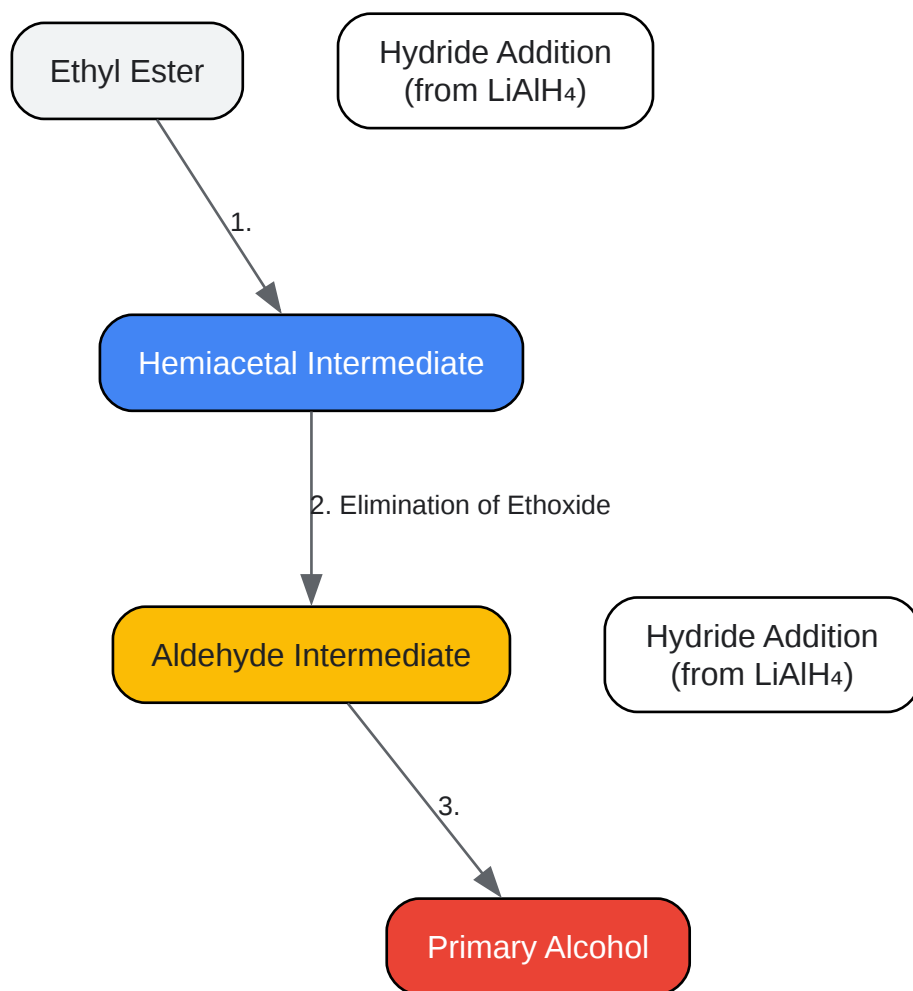 Ethyl Ester
Hydride Addition
(from LiAlH₄)
1.
Hemiacetal Intermediate
2. Elimination of Ethoxide
Aldehyde Intermediate
Hydride Addition
(from LiAlH₄)
3.
Primary Alcohol